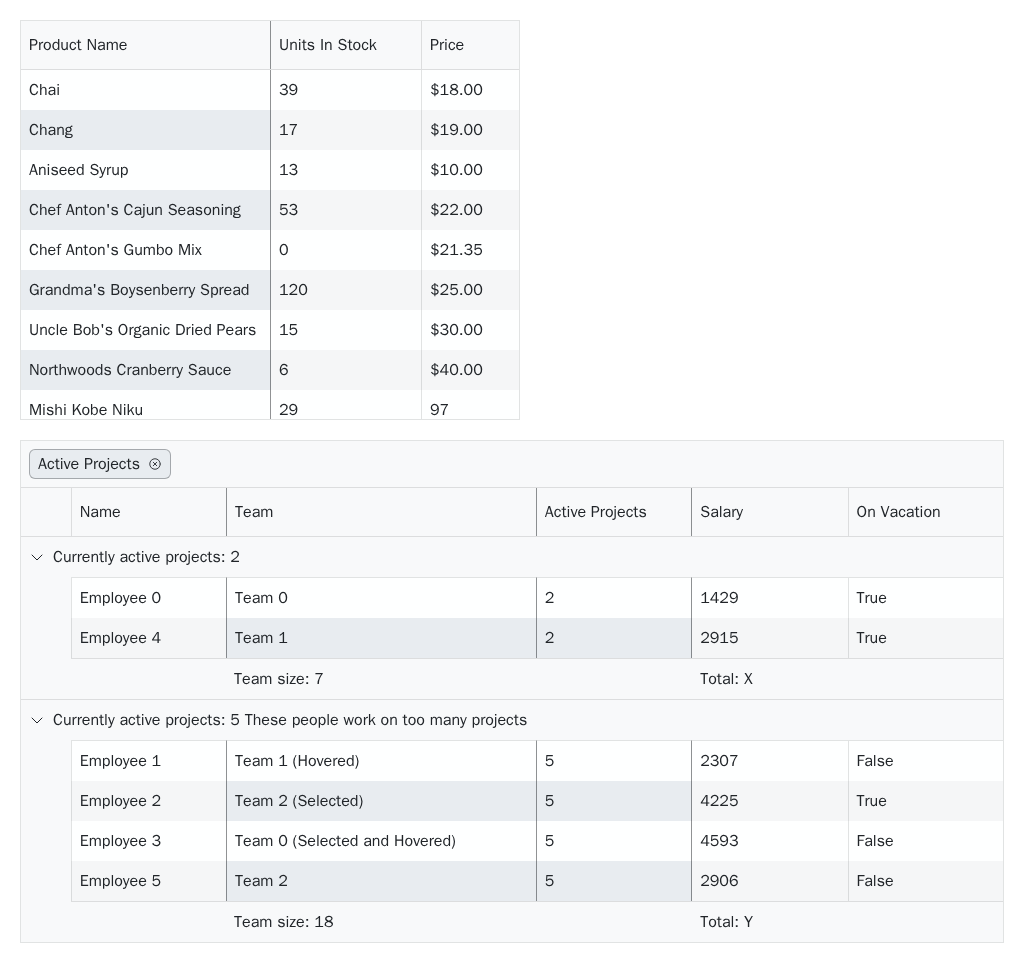 Product Name Units In Stock Price
Chai 39 $18.00
Chang 17 $19.00
Aniseed Syrup 13 $10.00
Chef Anton's Cajun Seasoning 53 $22.00
Chef Anton's Gumbo Mix 0 $21.35
Grandma's Boysenberry Spread 120 $25.00
Uncle Bob's Organic Dried Pears 15 $30.00
Northwoods Cranberry Sauce 6 $40.00
Mishi Kobe Niku 29 97
Active Projects
Name Team Active Projects Salary On Vacation
Currently active projects: 2
Employee 0 Team 0 2 1429 True
Employee 4 Team 1 2 2915 True
Team size: 7 Total: X
Currently active projects: 5 These people work on too many projects
Employee 1 Team 1 (Hovered) 5 2307 False
Employee 2 Team 2 (Selected) 5 4225 True
Employee 3 Team 0 (Selected and Hovered) 5 4593 False
Employee 5 Team 2 5 2906 False
Team size: 18 Total: Y